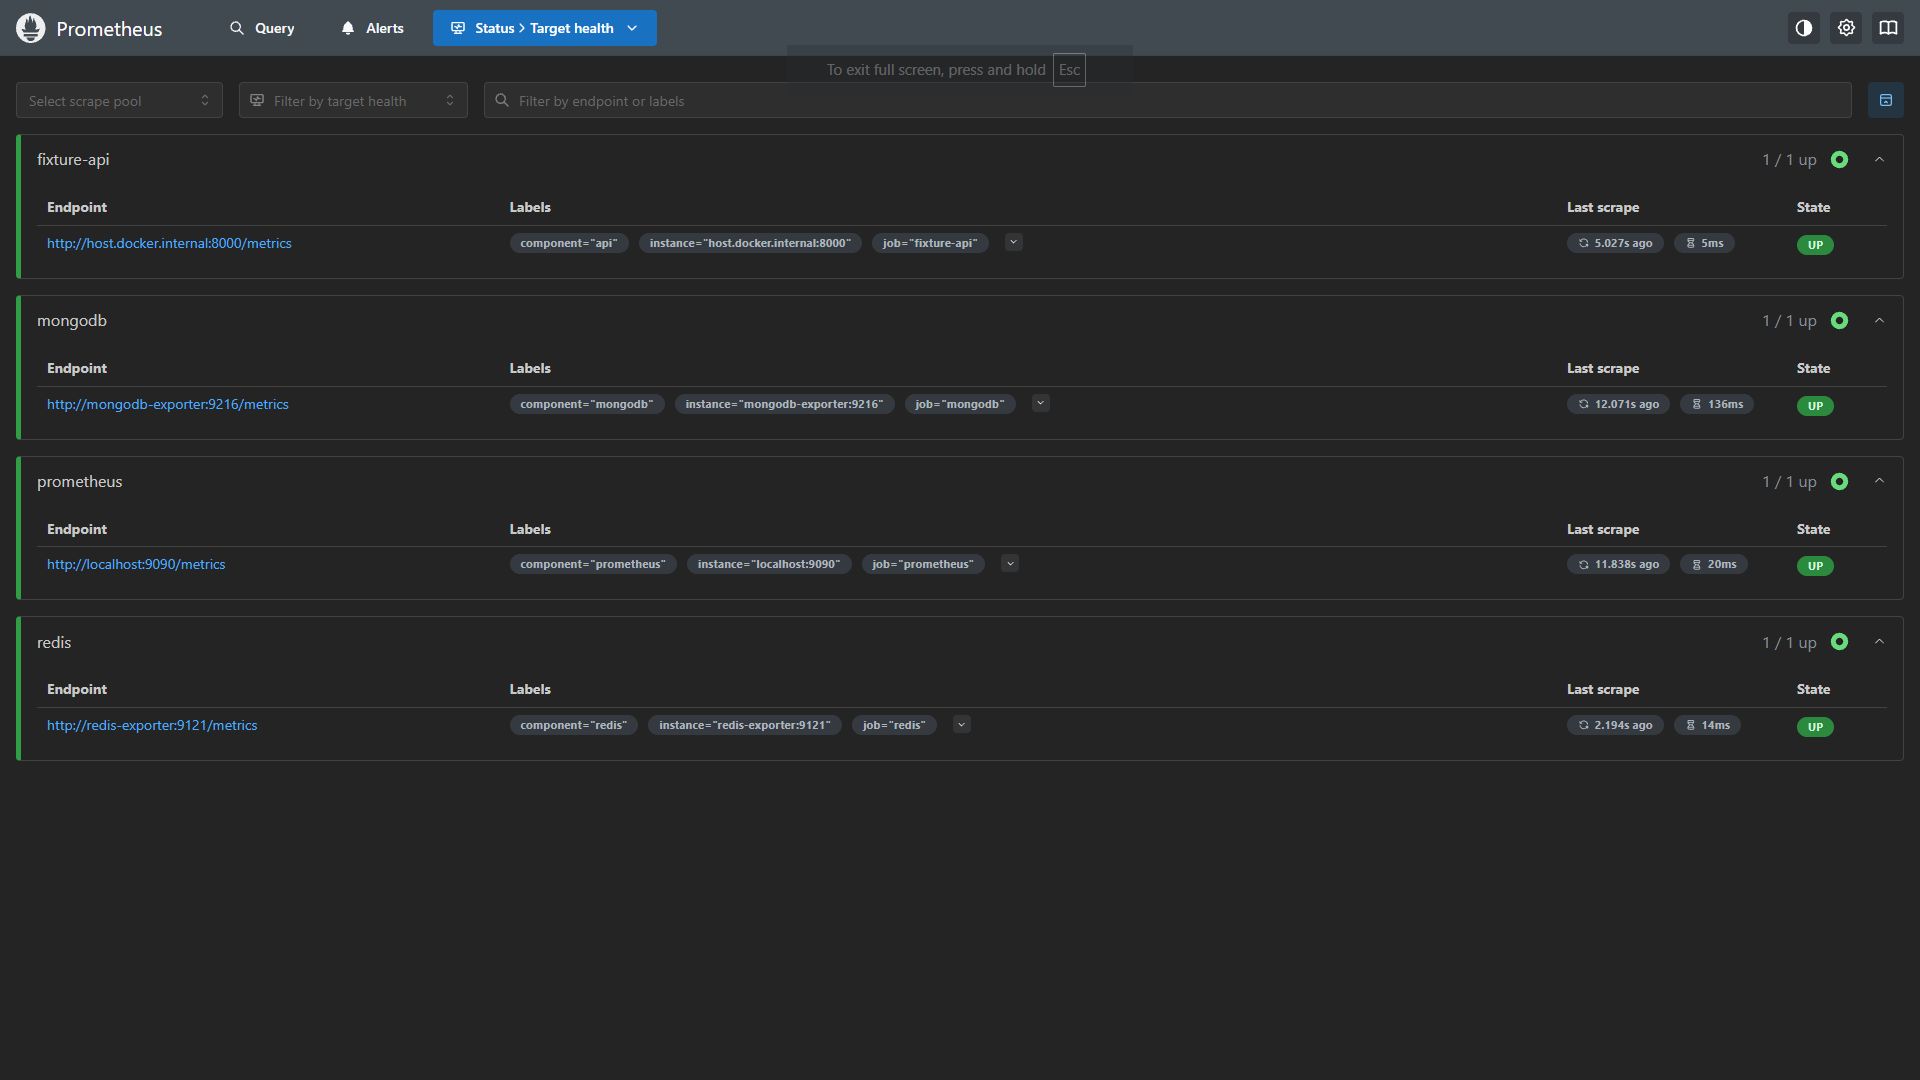 Prometheus Query Alerts Status > Target health
To exit full screen, press and hold Esc
Select scrape pool Filter by target health Filter by endpoint or labels
fixture-api 1 / 1 up
Endpoint Labels Last scrape State
http://host.docker.internal:8000/metrics component="api" instance="host.docker.internal:8000" job="fixture-api" 5.027s ago 5ms UP
mongodb 1 / 1 up
Endpoint Labels Last scrape State
http://mongodb-exporter:9216/metrics component="mongodb" instance="mongodb-exporter:9216" job="mongodb" 12.071s ago 136ms UP
prometheus 1 / 1 up
Endpoint Labels Last scrape State
http://localhost:9090/metrics component="prometheus" instance="localhost:9090" job="prometheus" 11.838s ago 20ms UP
redis 1 / 1 up
Endpoint Labels Last scrape State
http://redis-exporter:9121/metrics component="redis" instance="redis-exporter:9121" job="redis" 2.194s ago 14ms UP